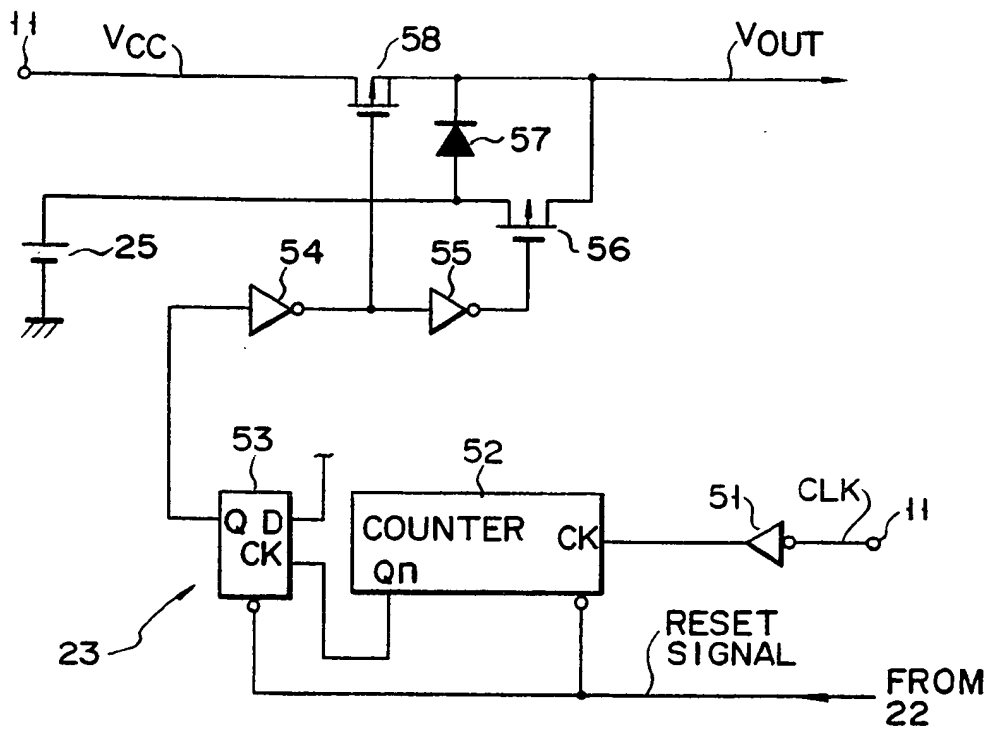 11
VCC
58
VOUT
57
25
54
55
56
53
52
51
CLK
11
Q D
CK
COUNTER
CK
Qn
23
RESET
SIGNAL
FROM
22